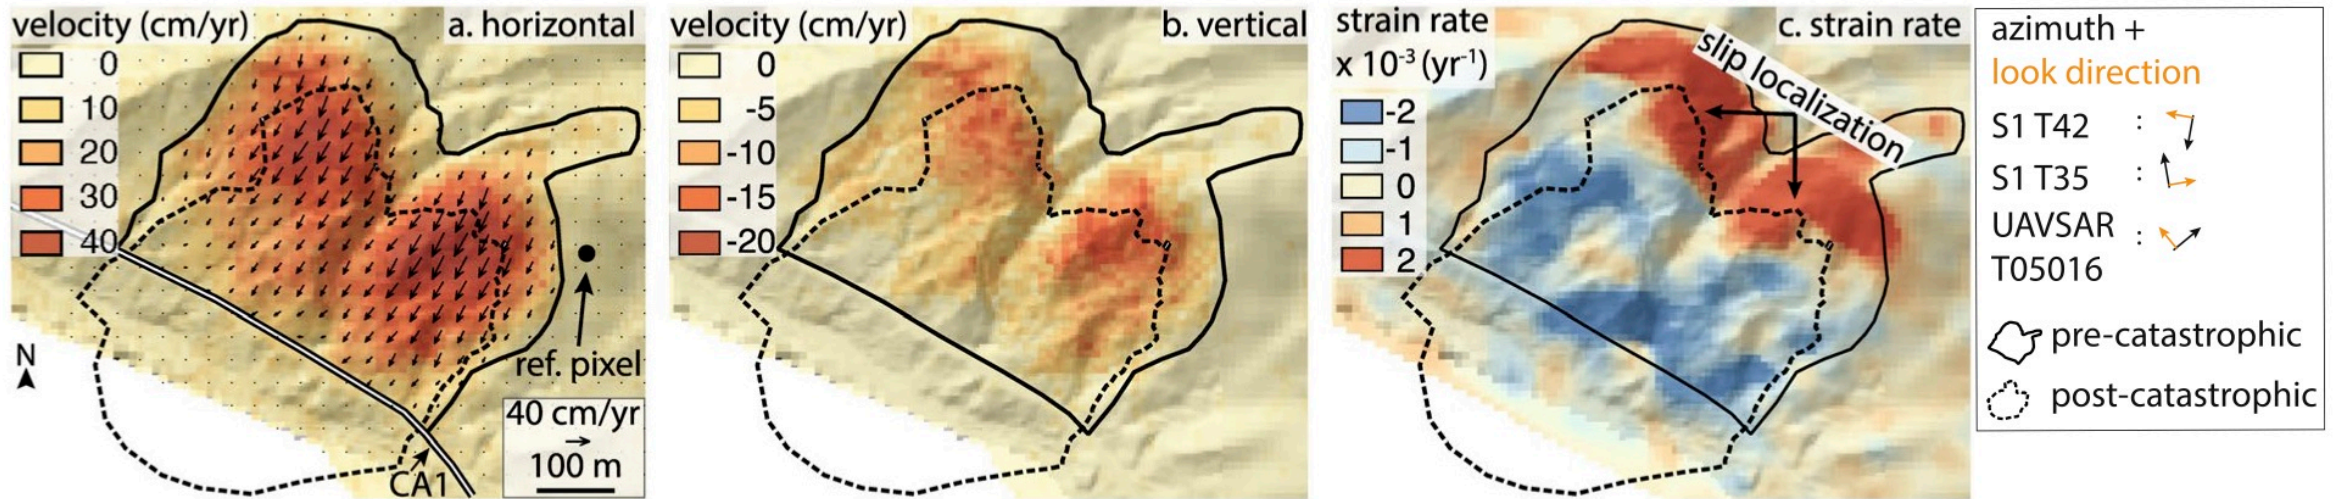 velocity (cm/yr)
a. horizontal
0
10
20
30
40
N
ref. pixel
40 cm/yr
100 m
CA1
velocity (cm/yr)
b. vertical
0
-5
-10
-15
-20
strain rate
x 10⁻³ (yr⁻¹)
c. strain rate
-2
-1
0
1
2
slip localization
azimuth +
look direction
S1 T42 :
S1 T35 :
UAVSAR :
T05016
pre-catastrophic
post-catastrophic